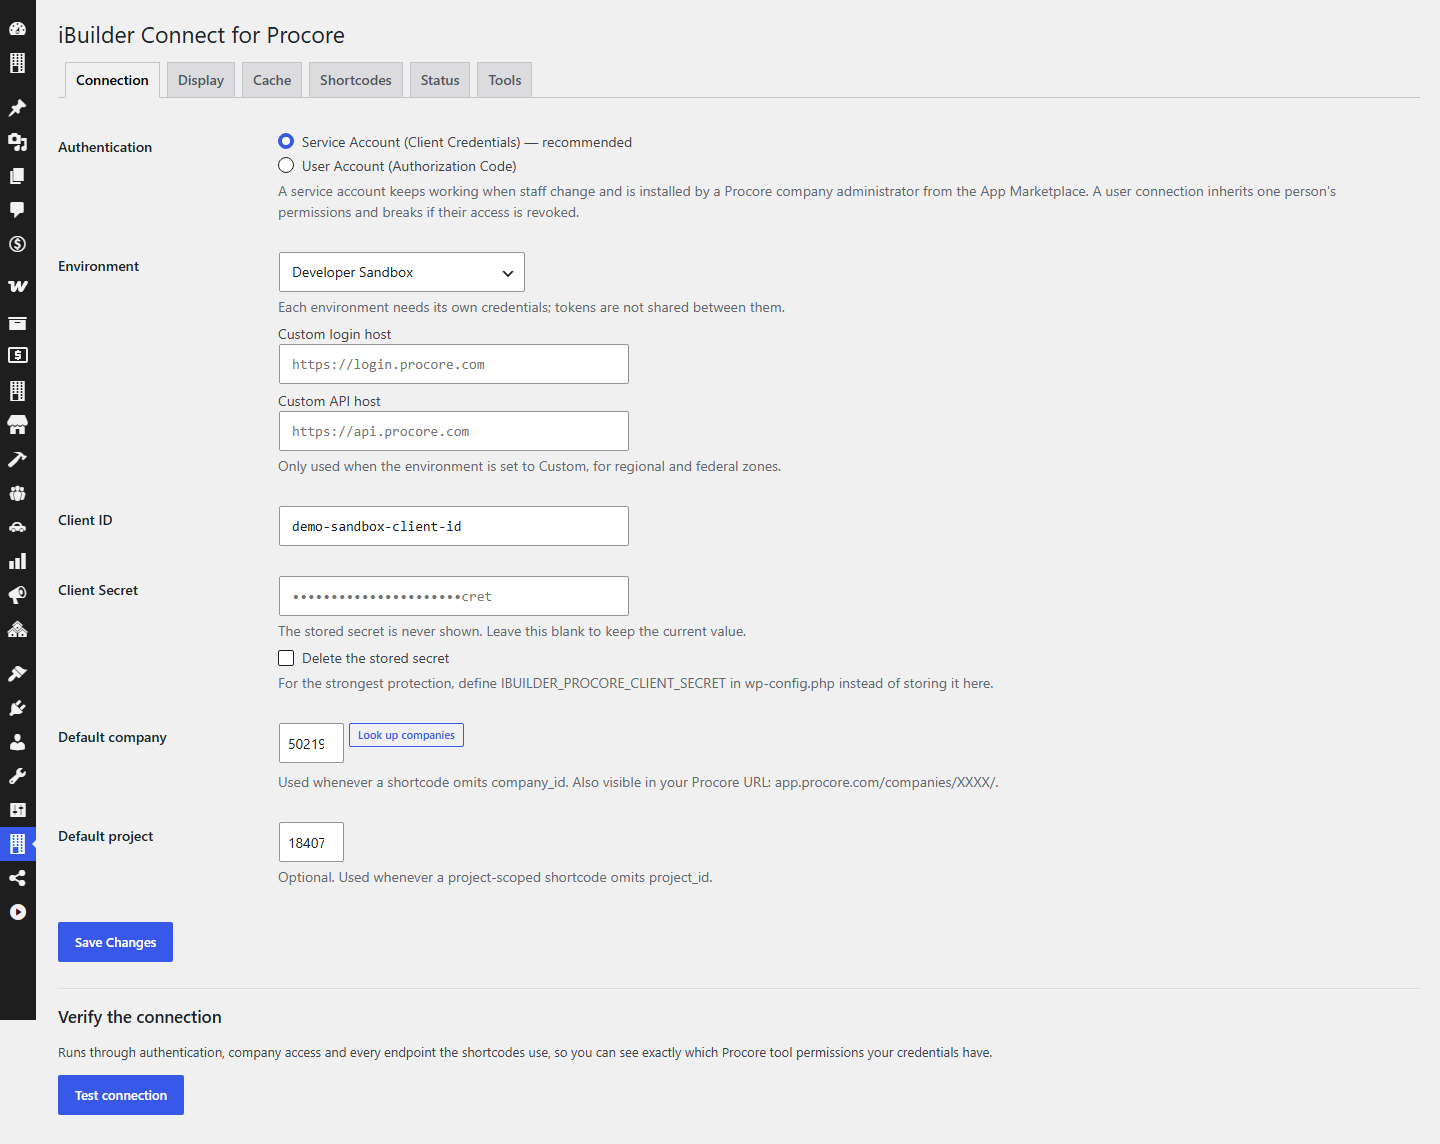 iBuilder Connect for Procore
Connection
Display
Cache
Shortcodes
Status
Tools
Authentication
Service Account (Client Credentials) — recommended
User Account (Authorization Code)
A service account keeps working when staff change and is installed by a Procore company administrator from the App Marketplace. A user connection inherits one person's
permissions and breaks if their access is revoked.
Environment
Developer Sandbox
Each environment needs its own credentials; tokens are not shared between them.
Custom login host
https://login.procore.com
Custom API host
https://api.procore.com
Only used when the environment is set to Custom, for regional and federal zones.
Client ID
demo-sandbox-client-id
Client Secret
••••••••••••••••••••••cret
The stored secret is never shown. Leave this blank to keep the current value.
Delete the stored secret
For the strongest protection, define IBUILDER_PROCORE_CLIENT_SECRET in wp-config.php instead of storing it here.
Default company
50219
Look up companies
Used whenever a shortcode omits company_id. Also visible in your Procore URL: app.procore.com/companies/XXXX/.
Default project
18407
Optional. Used whenever a project-scoped shortcode omits project_id.
Save Changes
Verify the connection
Runs through authentication, company access and every endpoint the shortcodes use, so you can see exactly which Procore tool permissions your credentials have.
Test connection